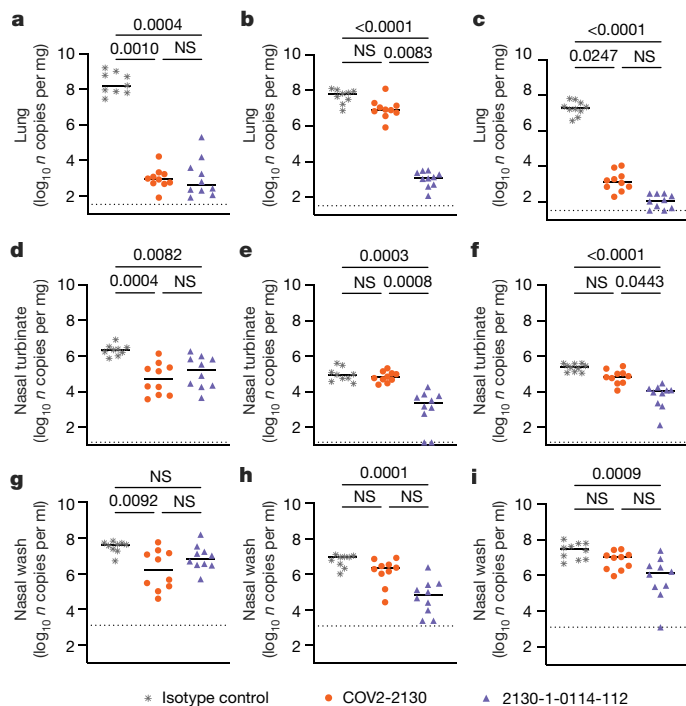 a
0.0004
0.0010 NS
10
8
6
4
2
Lung
(log10 n copies per mg)
b
<0.0001
NS 0.0083
10
8
6
4
2
Lung
(log10 n copies per mg)
c
<0.0001
0.0247 NS
10
8
6
4
2
Lung
(log10 n copies per mg)
d
0.0082
0.0004 NS
10
8
6
4
2
Nasal turbinate
(log10 n copies per mg)
e
0.0003
NS 0.0008
10
8
6
4
2
Nasal turbinate
(log10 n copies per mg)
f
<0.0001
NS 0.0443
10
8
6
4
2
Nasal turbinate
(log10 n copies per mg)
g
NS
0.0092 NS
10
8
6
4
2
Nasal wash
(log10 n copies per ml)
h
0.0001
NS NS
10
8
6
4
2
Nasal wash
(log10 n copies per ml)
i
0.0009
NS NS
10
8
6
4
2
Nasal wash
(log10 n copies per ml)
Isotype control COV2-2130 2130-1-0114-112